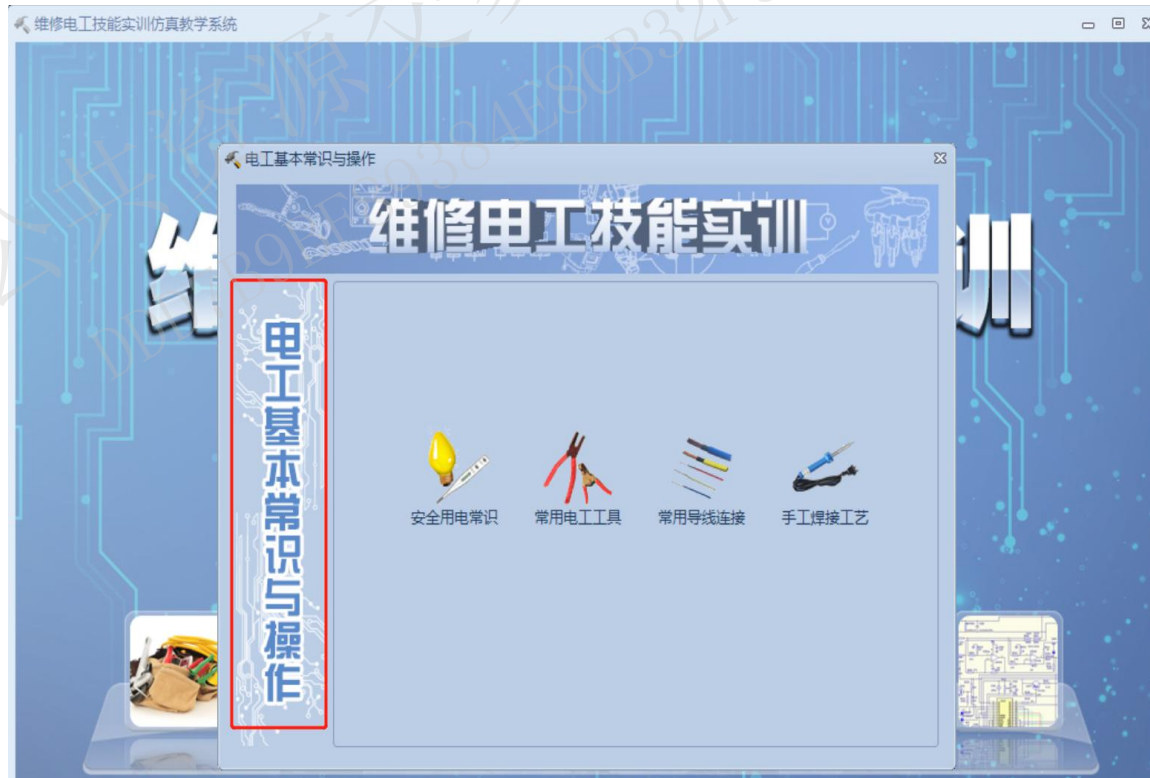 维修电工技能实训仿真教学系统
电工基本常识与操作
维修电工技能实训
电工基本常识与操作
安全用电常识
常用电工工具
常用导线连接
手工焊接工艺
训